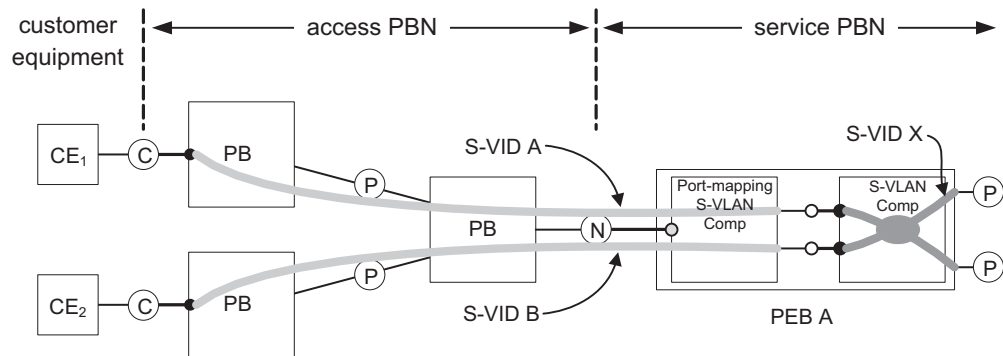 customer
equipment
access PBN
service PBN
S-VID A
S-VID X
CE1
C
PB
P
Port-mapping
S-VLAN
Comp
S-VLAN
Comp
P
PB
N
P
P
CE2
C
PB
S-VID B
PEB A